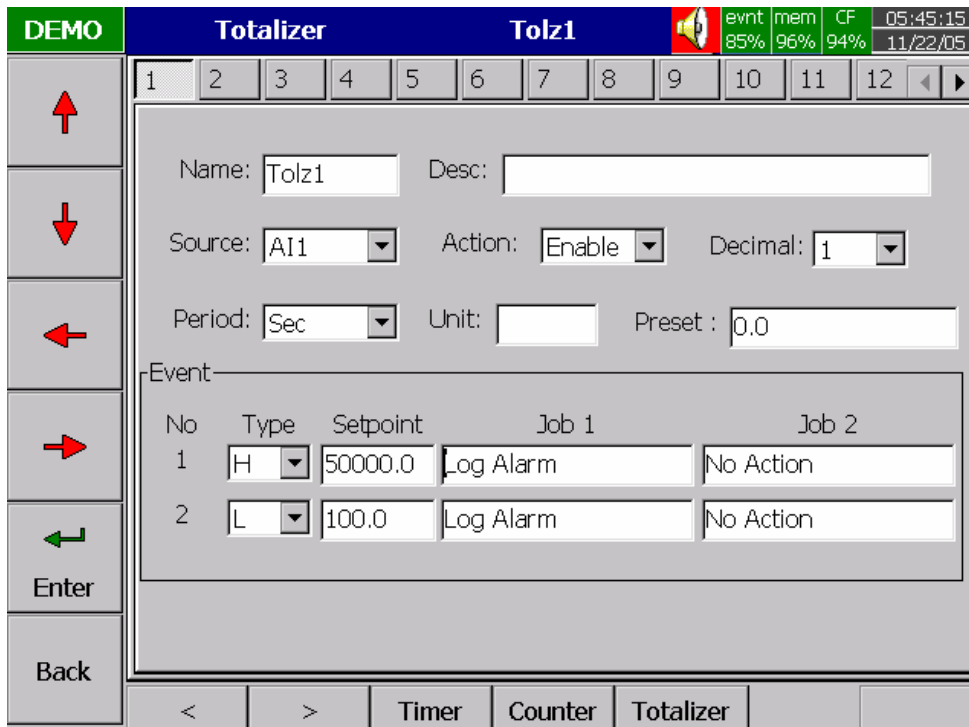 DEMO Totalizer Tolz1 evnt mem CF 05:45:15
85% 96% 94% 11/22/05
1 2 3 4 5 6 7 8 9 10 11 12
Name: Tolz1 Desc:
Source: AI1 Action: Enable Decimal: 1
Period: Sec Unit: Preset : 0.0
Event
No Type Setpoint Job 1 Job 2
1 H 50000.0 Log Alarm No Action
2 L 100.0 Log Alarm No Action
Enter
Back
< > Timer Counter Totalizer